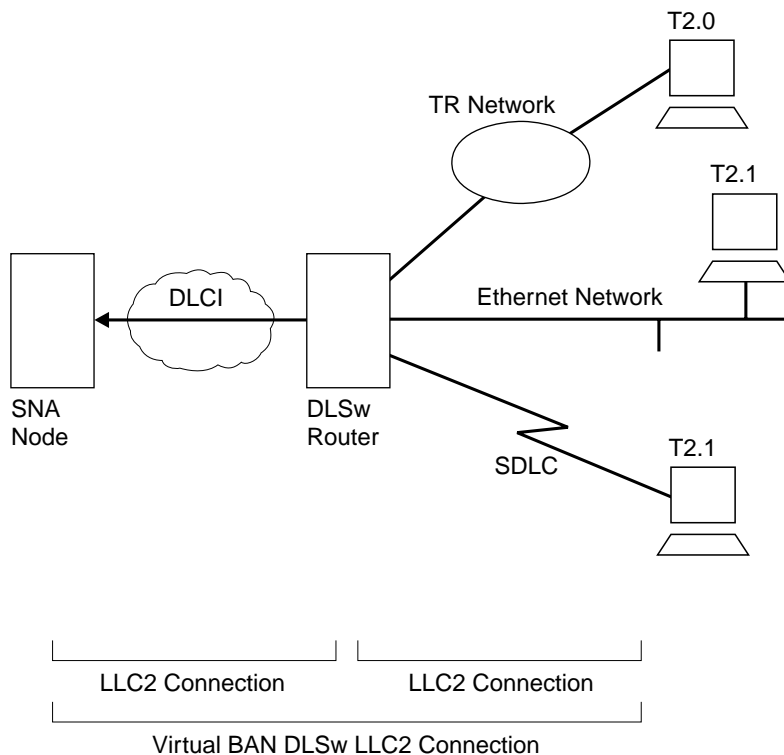 T2.0
TR Network
T2.1
DLCI
Ethernet Network
SNA
Node
DLSw
Router
SDLC
T2.1
LLC2 Connection
LLC2 Connection
Virtual BAN DLSw LLC2 Connection